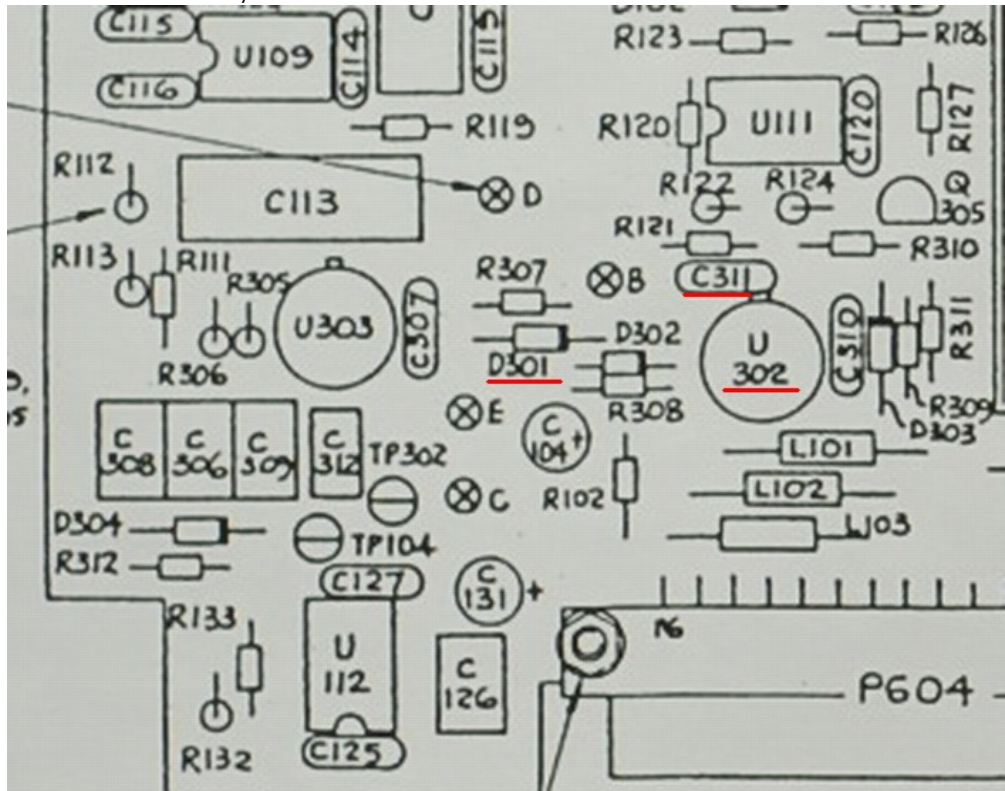 C115
U109
C114
C115
R123
R126
C116
R119
R120
U111
C120
R127
R112
C113
D
R122
R124
Q
305
R121
R310
R113
R111
R305
R307
B
C311
U303
C307
D302
U
302
C310
R311
R306
D301
R308
R309
D303
E
C
308
C
306
C
309
C
312
TP302
C
104+
L101
R102
L102
C
D304
TP104
L103
R312
C127
C
131
+
R133
U
112
C
126
P604
C125
R132